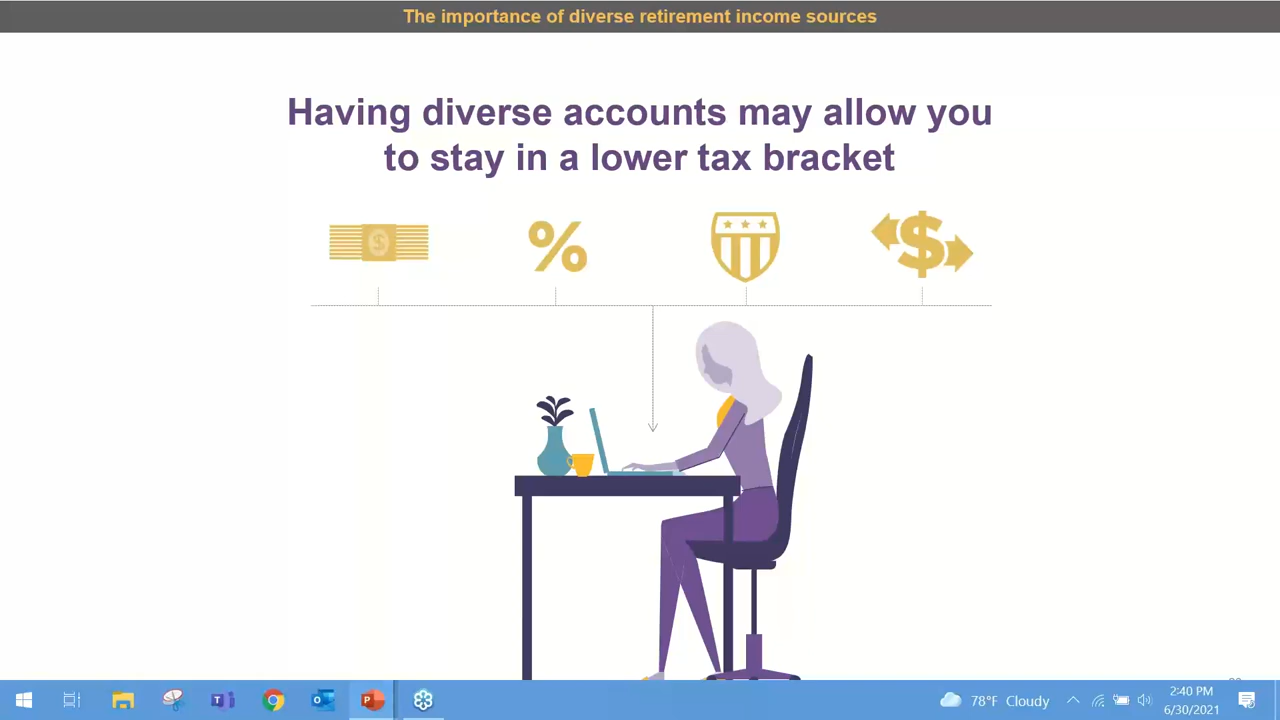 The importance of diverse retirement income sources
Having diverse accounts may allow you
to stay in a lower tax bracket
$
%
$
78°F Cloudy
2:40 PM
6/30/2021